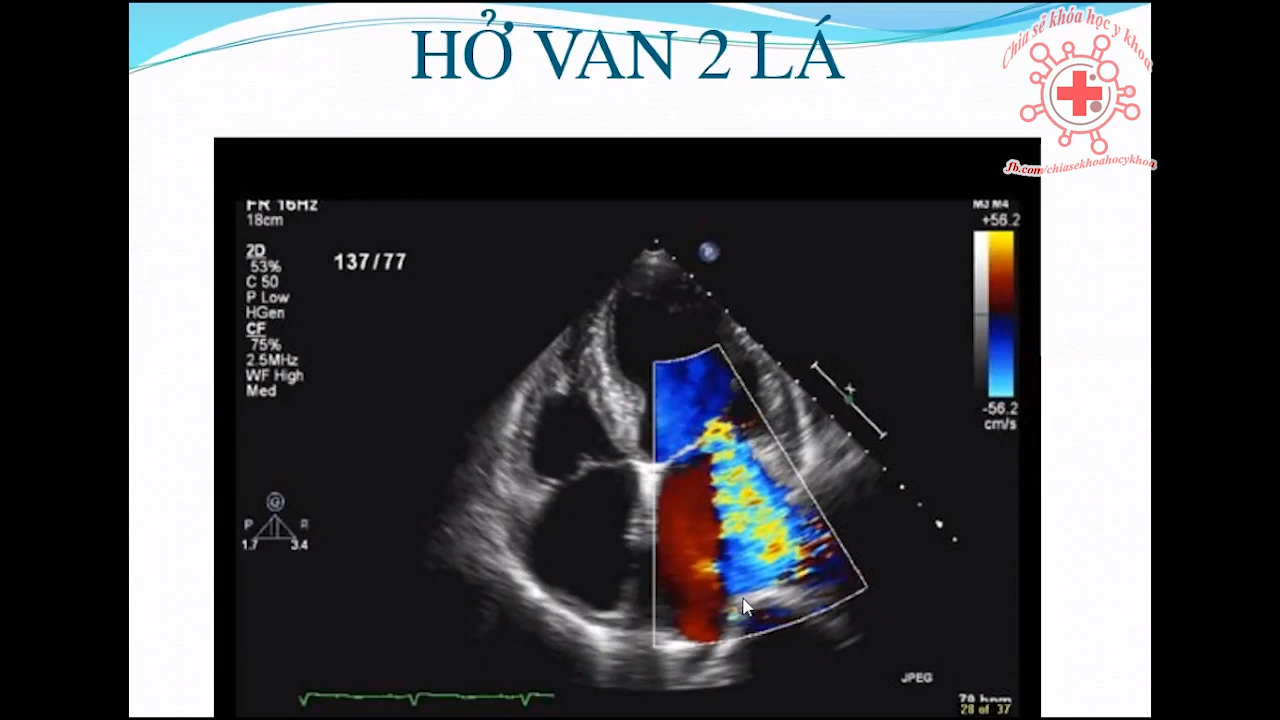 HỞ VAN 2 LÁ
Chia sẻ khóa học y khoa
fb.com/chiasekhoahocykhoa
FR 16Hz
18cm
2D
53%
C 50
P Low
HGen
CF
75%
2.5MHz
WF High
Med
137/77
P
M3 M4
+56.2
-56.2
cm/s
G
P R
1.7 3.4
JPEG
79 bpm
28 of 37